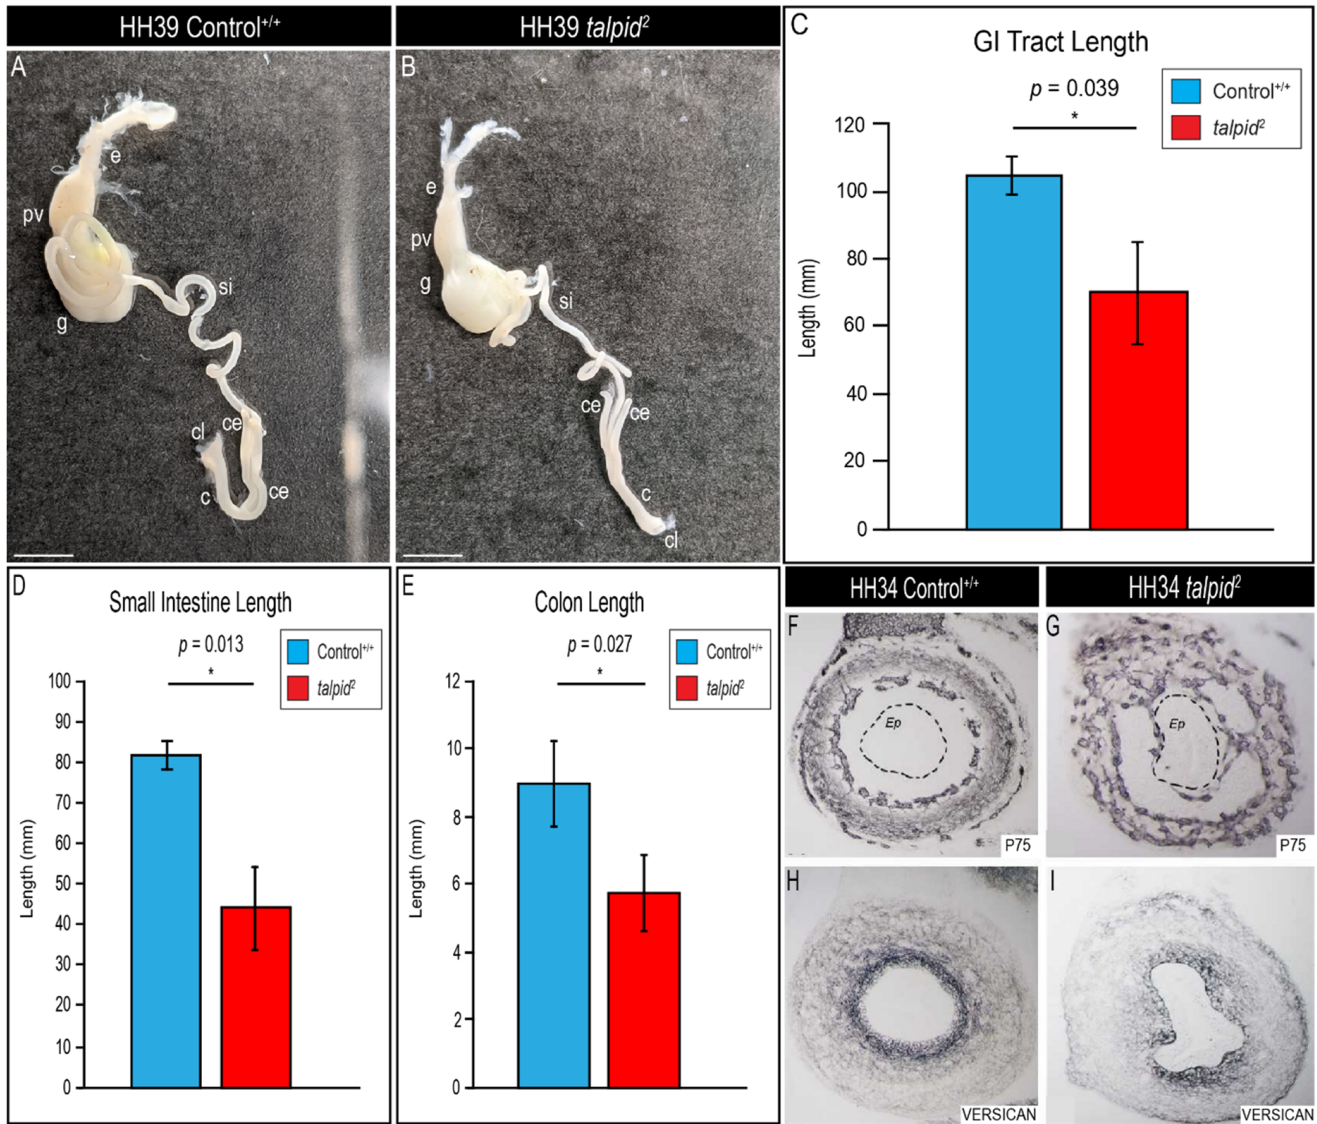 HH39 Control+/+
HH39 talpid2
A
e
pv
g
si
ce
cl
c
ce
B
e
pv
g
si
ce
ce
c
cl
C
GI Tract Length
p = 0.039
*
Control+/+
talpid2
Length (mm)
120
100
80
60
40
20
0
D
Small Intestine Length
p = 0.013
*
Control+/+
talpid2
Length (mm)
100
90
80
70
60
50
40
30
20
10
0
E
Colon Length
p = 0.027
*
Control+/+
talpid2
Length (mm)
12
10
8
6
4
2
0
HH34 Control+/+
HH34 talpid2
F
Ep
P75
G
Ep
P75
H
VERSICAN
I
VERSICAN